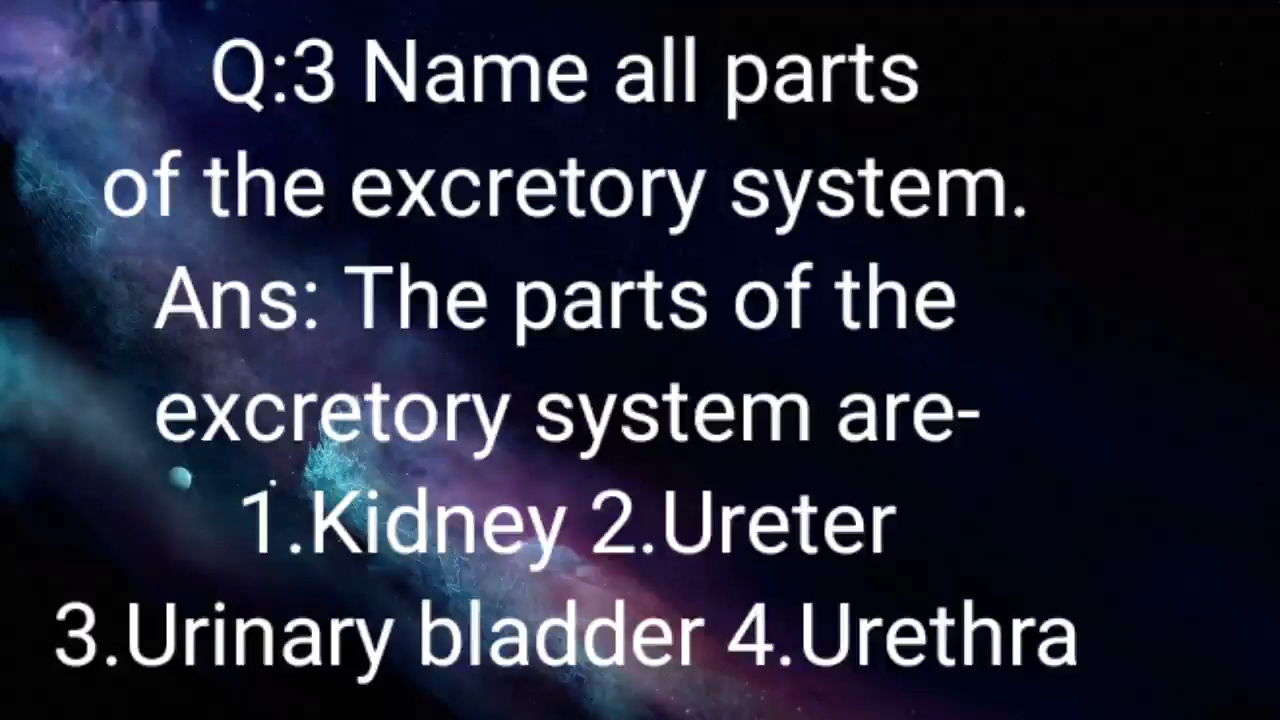 Q:3 Name all parts
of the excretory system.
Ans: The parts of the
excretory system are-
1.Kidney 2.Ureter
3.Urinary bladder 4.Urethra